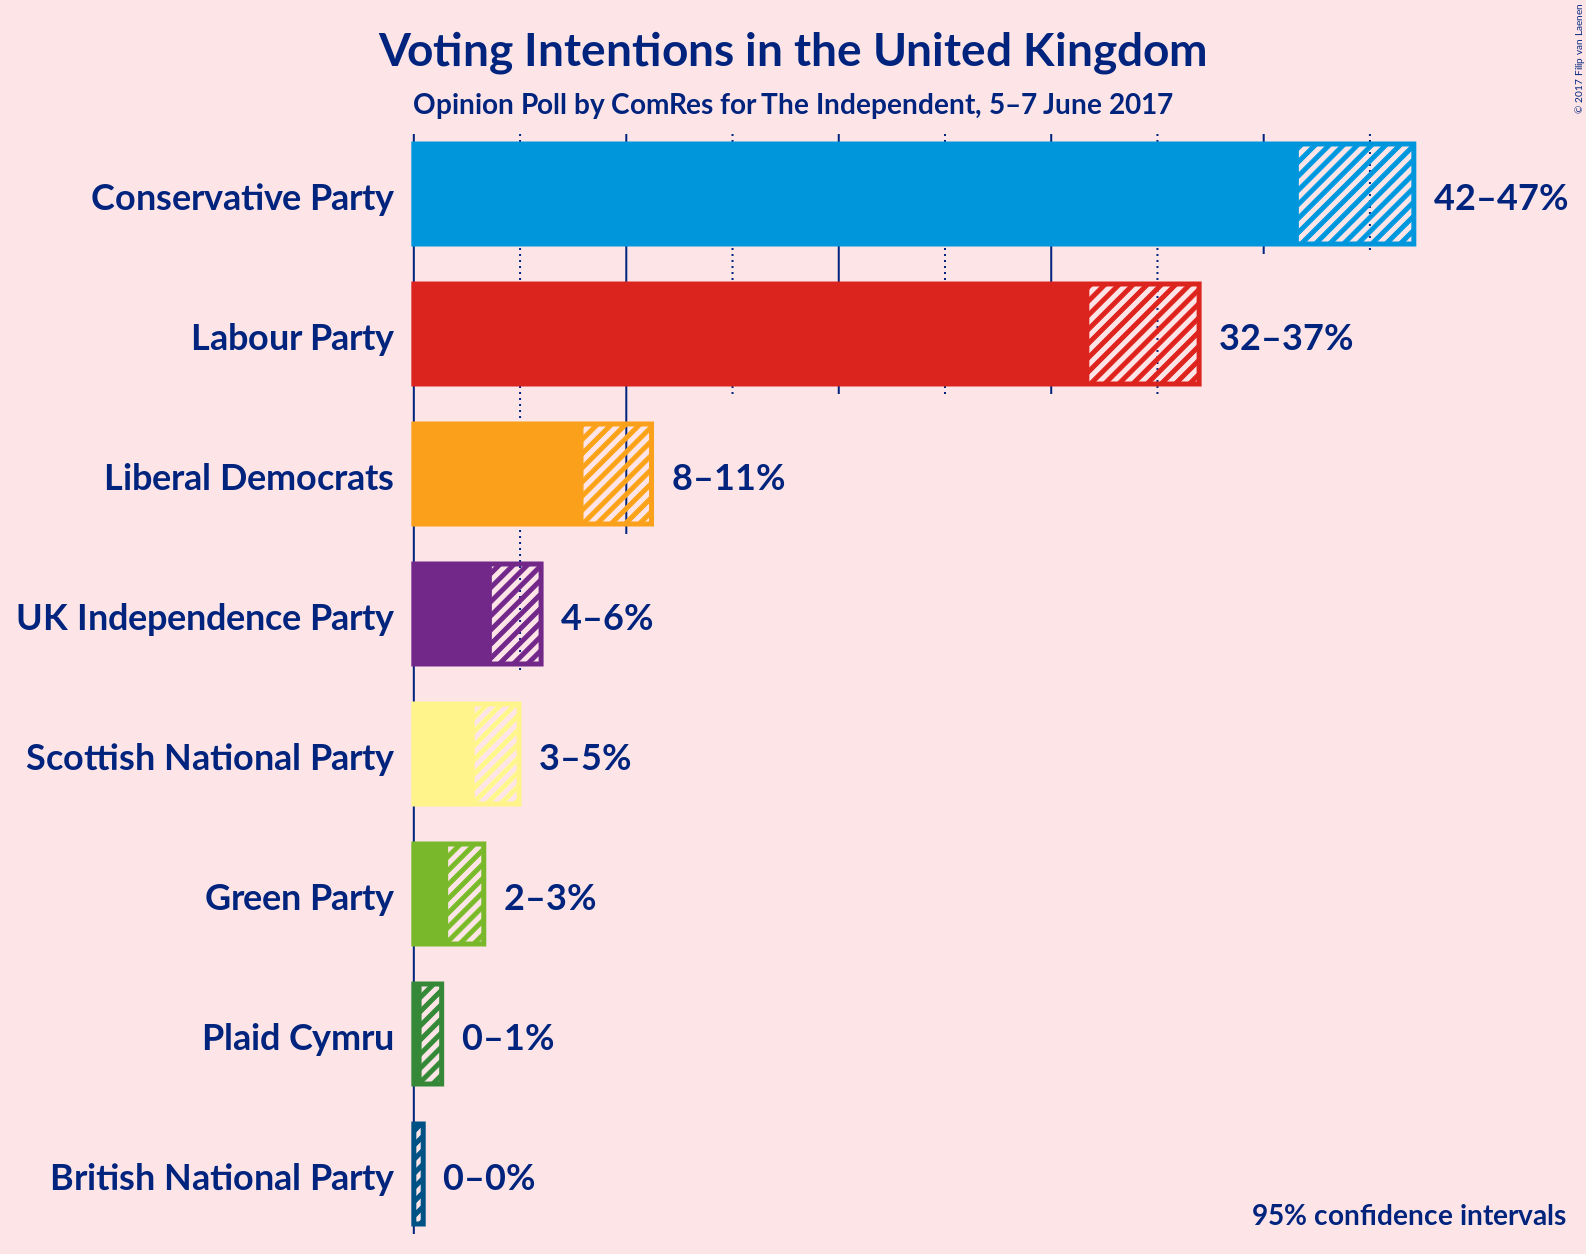 Voting Intentions in the United Kingdom
Opinion Poll by ComRes for The Independent, 5–7 June 2017
Conservative Party 42–47%
Labour Party 32–37%
Liberal Democrats 8–11%
UK Independence Party 4–6%
Scottish National Party 3–5%
Green Party 2–3%
Plaid Cymru 0–1%
British National Party 0–0%
95% confidence intervals
© 2017 Filip van Laenen